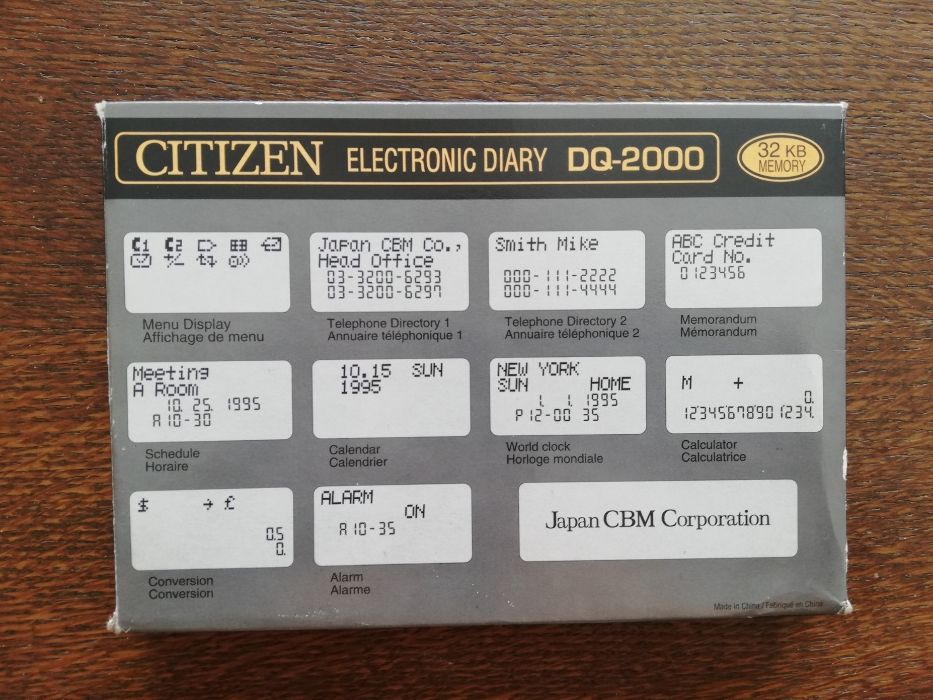 CITIZEN ELECTRONIC DIARY DQ-2000
32 KB
MEMORY
C1 C2
Menu Display
Affichage de menu
Japan CBM Co.,
Head Office
03-3200-6293
03-3200-6297
Telephone Directory 1
Annuaire téléphonique 1
Smith Mike
000-111-2222
000-111-4444
Telephone Directory 2
Annuaire téléphonique 2
ABC Credit
Card No.
0123456
Memorandum
Mémorandum
Meeting
A Room
10. 25. 1995
A 10-30
Schedule
Horaire
10.15 SUN
1995
Calendar
Calendrier
NEW YORK
SUN HOME
1. 1. 1995
P 12-00 35
World clock
Horloge mondiale
M +
0.
12345678901234.
Calculator
Calculatrice
$ → £
0.5
0.
Conversion
Conversion
ALARM
ON
A 10-35
Alarm
Alarme
Japan CBM Corporation
Made in China / Fabriqué en Chine